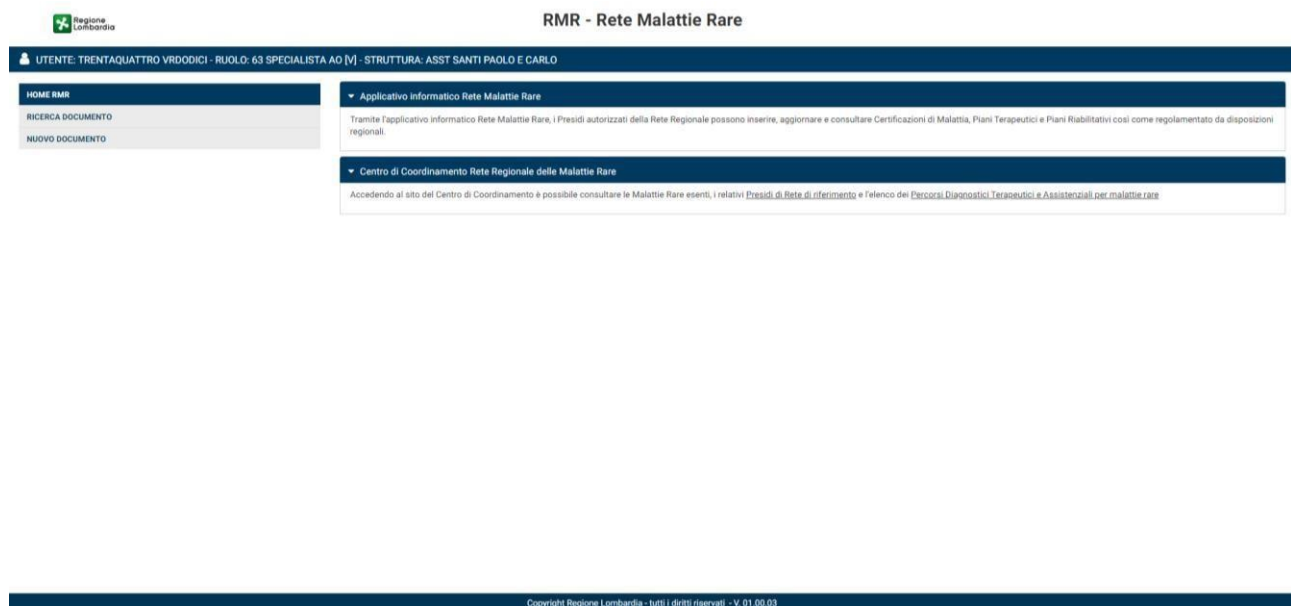 Regione
Lombardia
RMR - Rete Malattie Rare
UTENTE: TRENTAQUATTRO VRDODICI - RUOLO: 63 SPECIALISTA AO [V] - STRUTTURA: ASST SANTI PAOLO E CARLO
HOME RMR
RICERCA DOCUMENTO
NUOVO DOCUMENTO
Applicativo informatico Rete Malattie Rare
Tramite l'applicativo informatico Rete Malattie Rare, i Presidi autorizzati della Rete Regionale possono inserire, aggiornare e consultare Certificazioni di Malattia, Piani Terapeutici e Piani Riabilitativi così come regolamentato da disposizioni
regionali.
Centro di Coordinamento Rete Regionale delle Malattie Rare
Accedendo al sito del Centro di Coordinamento è possibile consultare le Malattie Rare esenti, i relativi Presidi di Rete di riferimento e l'elenco dei Percorsi Diagnostici Terapeutici e Assistenziali per malattie rare
Copyright Regione Lombardia - tutti i diritti riservati - V. 01.00.03